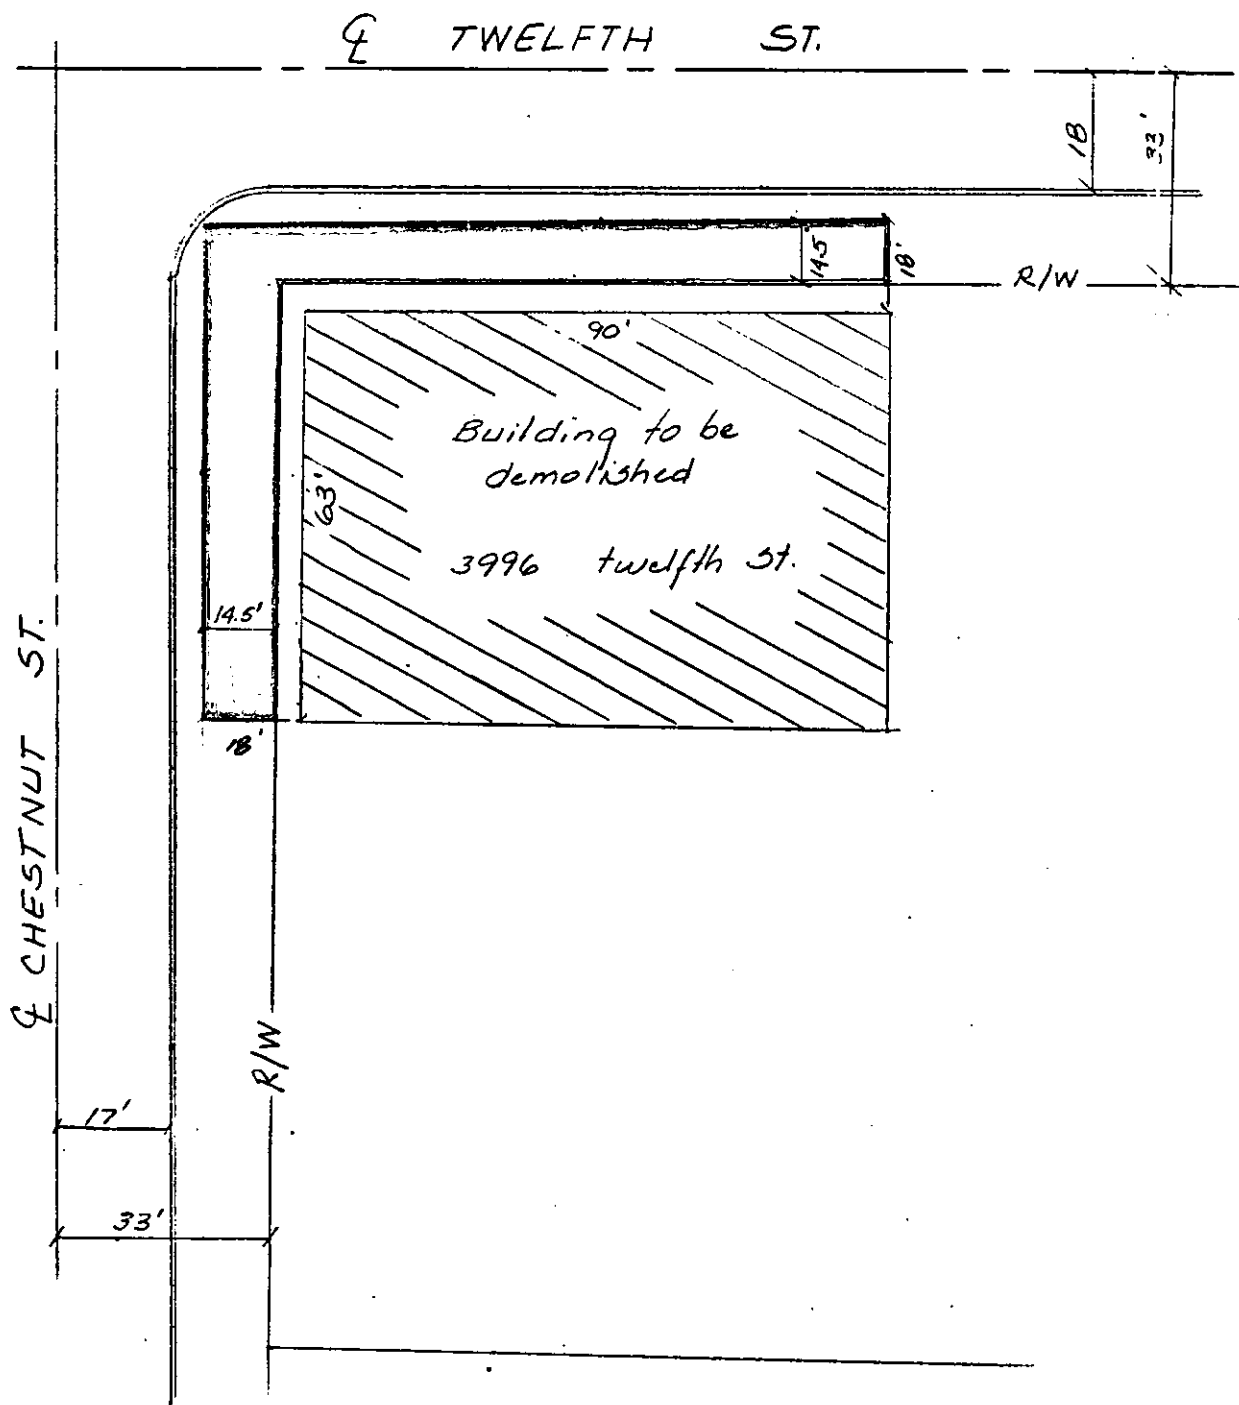 ℄ TWELFTH ST.
18
33'
14.5
18'
R/W
90'
Building to be
demolished
63'
3996 twelfth St.
14.5'
18'
℄ CHESTNUT ST.
R/W
17'
33'